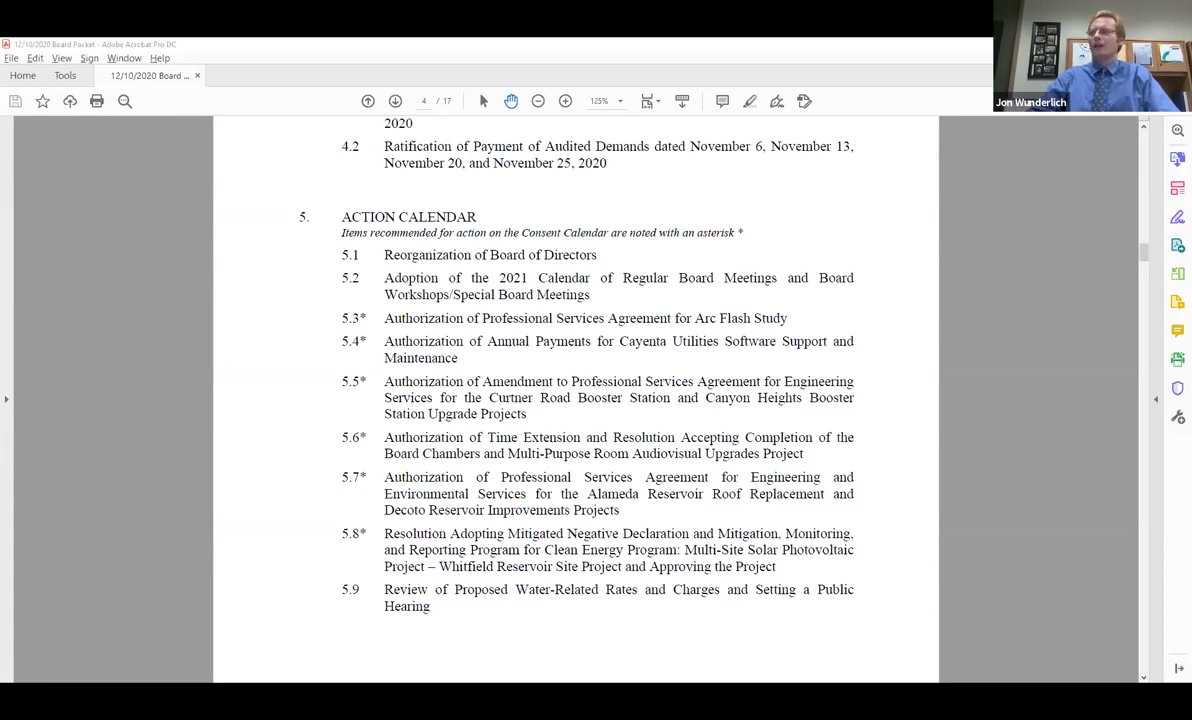 12/10/2020 Board Packet - Adobe Acrobat Pro DC
File Edit View Sign Window Help
Home Tools 12/10/2020 Board ... ×
4 / 17 125%
Jon Wunderlich
2020
4.2 Ratification of Payment of Audited Demands dated November 6, November 13,
November 20, and November 25, 2020
5. ACTION CALENDAR
Items recommended for action on the Consent Calendar are noted with an asterisk *
5.1 Reorganization of Board of Directors
5.2 Adoption of the 2021 Calendar of Regular Board Meetings and Board
Workshops/Special Board Meetings
5.3* Authorization of Professional Services Agreement for Arc Flash Study
5.4* Authorization of Annual Payments for Cayenta Utilities Software Support and
Maintenance
5.5* Authorization of Amendment to Professional Services Agreement for Engineering
Services for the Curtner Road Booster Station and Canyon Heights Booster
Station Upgrade Projects
5.6* Authorization of Time Extension and Resolution Accepting Completion of the
Board Chambers and Multi-Purpose Room Audiovisual Upgrades Project
5.7* Authorization of Professional Services Agreement for Engineering and
Environmental Services for the Alameda Reservoir Roof Replacement and
Decoto Reservoir Improvements Projects
5.8* Resolution Adopting Mitigated Negative Declaration and Mitigation, Monitoring,
and Reporting Program for Clean Energy Program: Multi-Site Solar Photovoltaic
Project – Whitfield Reservoir Site Project and Approving the Project
5.9 Review of Proposed Water-Related Rates and Charges and Setting a Public
Hearing